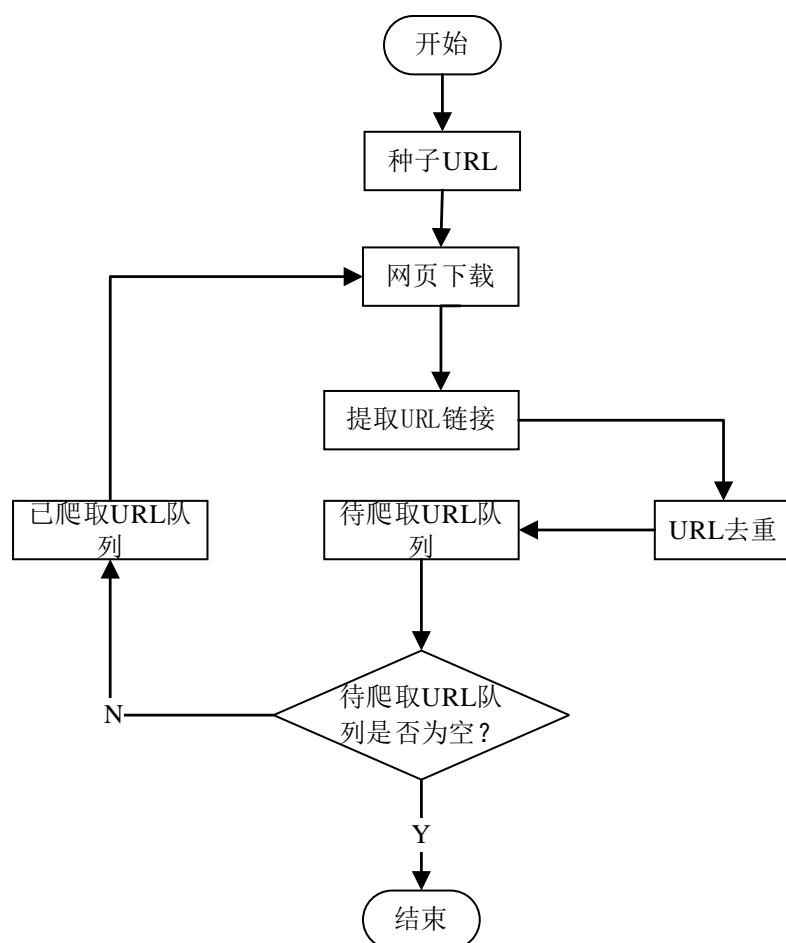 开始
种子URL
网页下载
提取URL链接
已爬取URL队
列
待爬取URL队
列
URL去重
待爬取URL队
列是否为空？
N
Y
结束